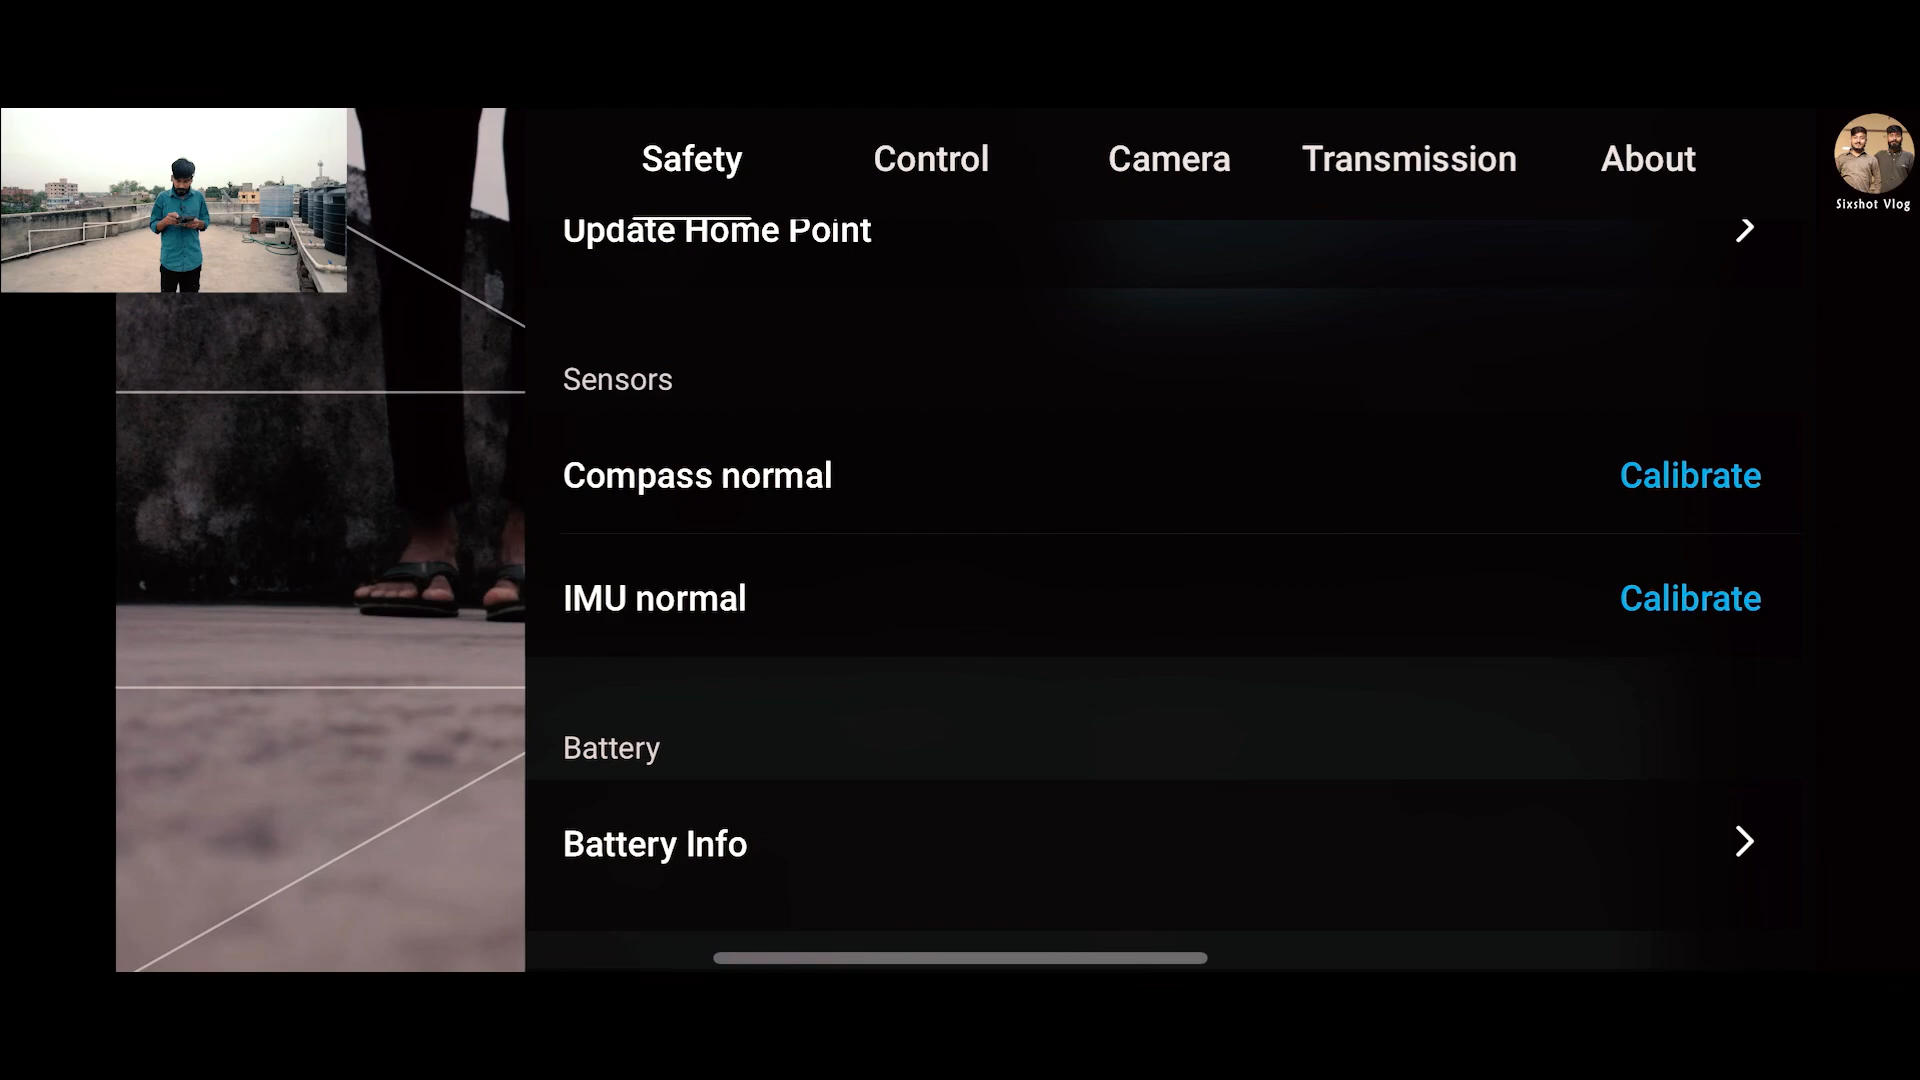 Safety Control Camera Transmission About
Sixshot Vlog
Update Home Point
Sensors
Compass normal Calibrate
IMU normal Calibrate
Battery
Battery Info